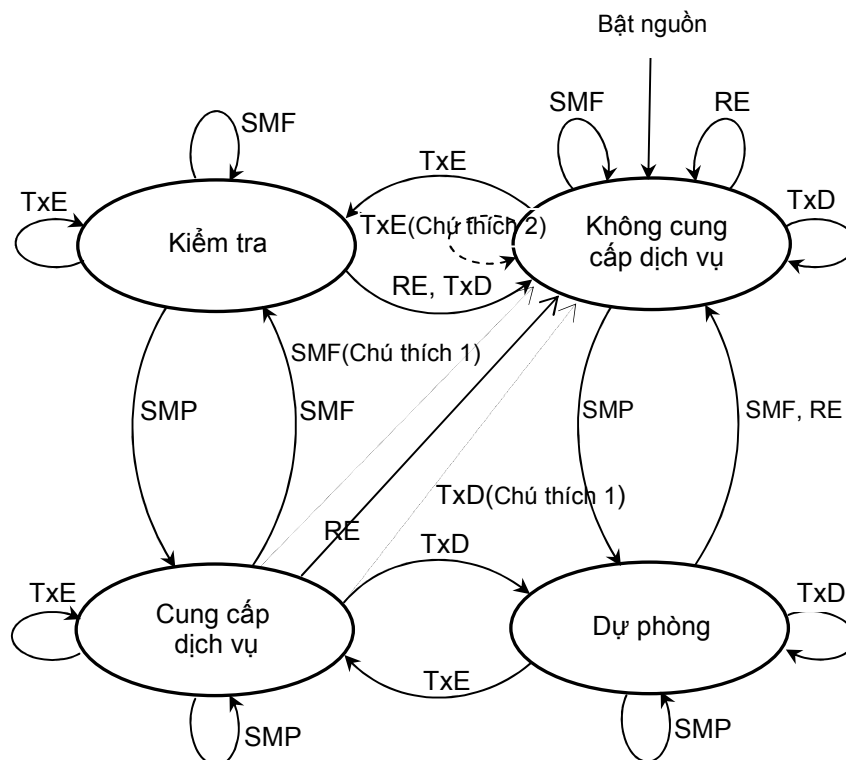 Bật nguồn
SMF
SMF
RE
TxE
TxE
TxD
TxE(Chú thích 2)
Kiểm tra
Không cung
cấp dịch vụ
RE, TxD
SMF(Chú thích 1)
SMP
SMF
SMP
SMF, RE
TxD(Chú thích 1)
RE
TxD
TxE
TxD
Cung cấp
dịch vụ
Dự phòng
TxE
SMP
SMP